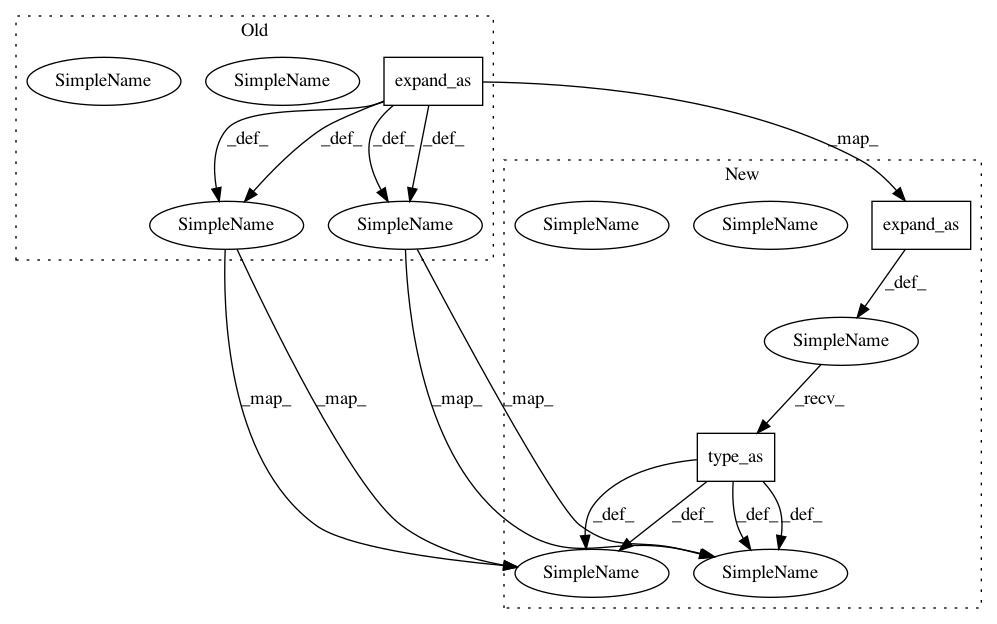 Old
SimpleName
SimpleName
expand_as
_def_
_def_
_def_
_def_
_map_
New
SimpleName
SimpleName
SimpleName
SimpleName
expand_as
_def_
SimpleName
_map_
_map_
_map_
_map_
_recv_
type_as
_def_
_def_
_def_
_def_
SimpleName
SimpleName